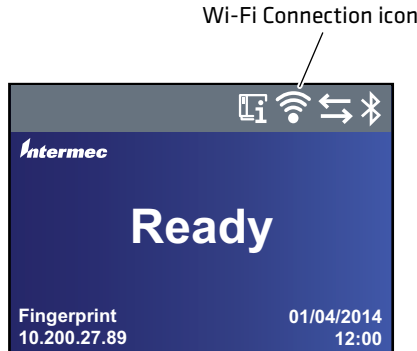 Wi-Fi Connection icon
Intermec
Ready
Fingerprint
01/04/2014
10.200.27.89
12:00